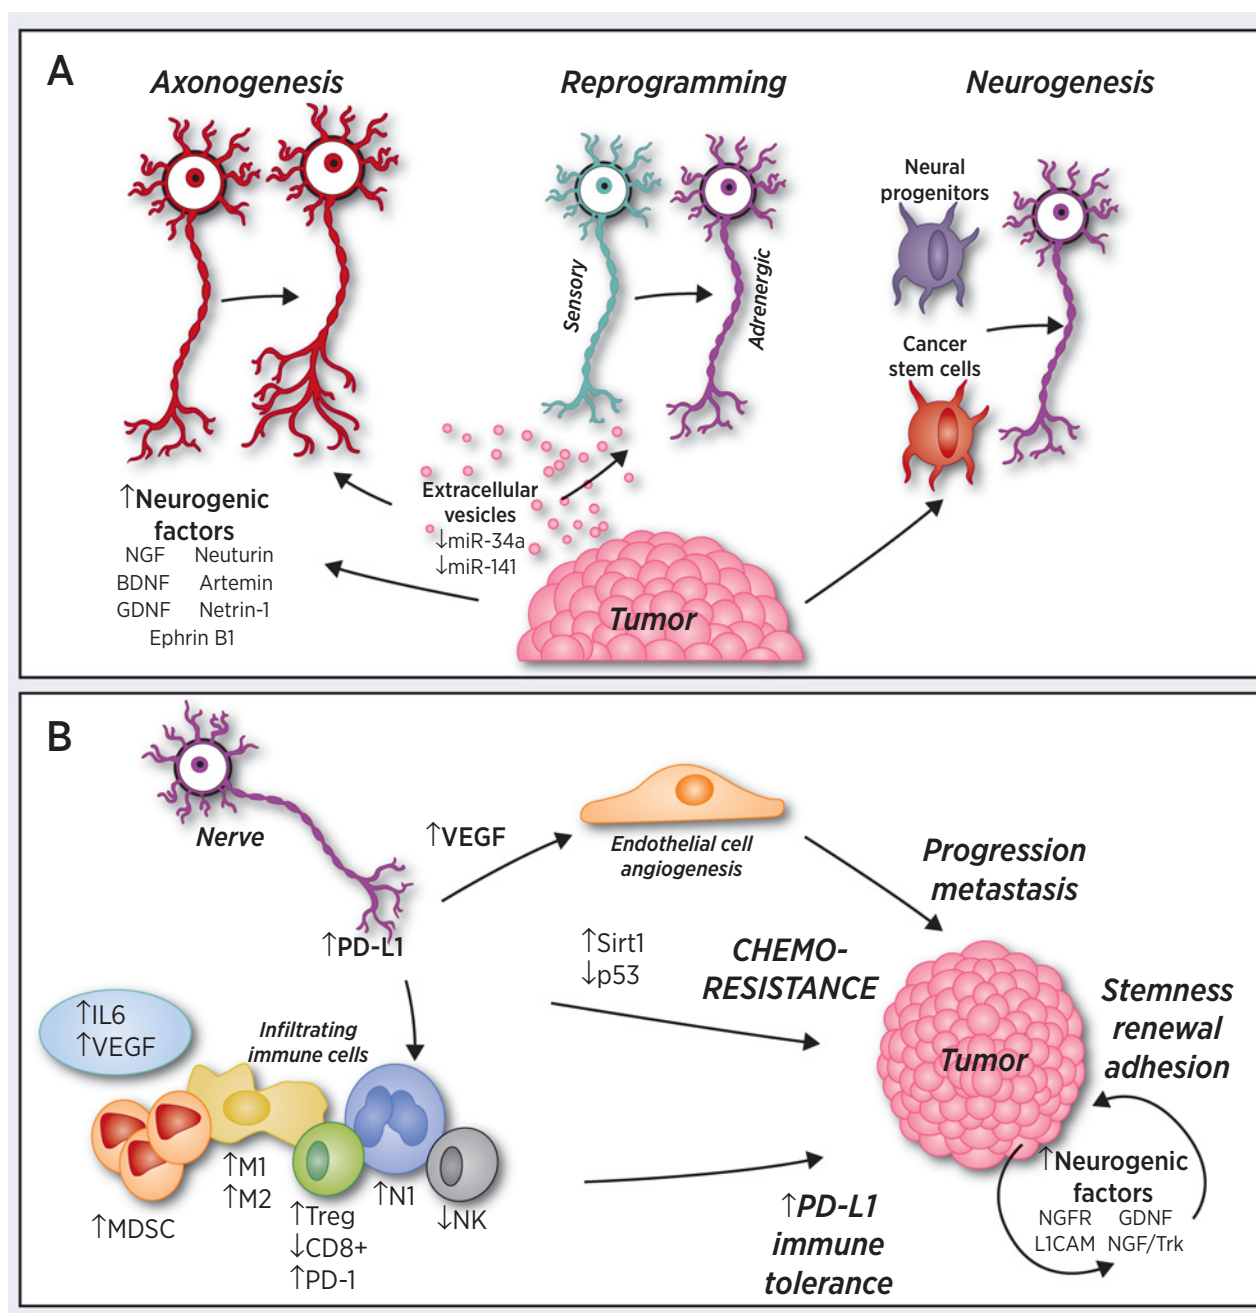 A
Axonogenesis
Reprogramming
Neurogenesis
Sensory
Adrenergic
Neural
progenitors
Cancer
stem cells
↑Neurogenic
factors
NGF Neuturin
BDNF Artemin
GDNF Netrin-1
Ephrin B1
Extracellular
vesicles
↓miR-34a
↓miR-141
Tumor
B
Nerve
↑VEGF
Endothelial cell
angiogenesis
Progression
metastasis
↑PD-L1
↑Sirt1
↓p53
CHEMO-
RESISTANCE
Stemness
renewal
adhesion
↑IL6
↑VEGF
Infiltrating
immune cells
Tumor
↑MDSC
↑M1
↑M2
↑Treg
↓CD8+
↑PD-1
↑N1
↓NK
↑PD-L1
immune
tolerance
↑Neurogenic
factors
NGFR GDNF
L1CAM NGF/Trk